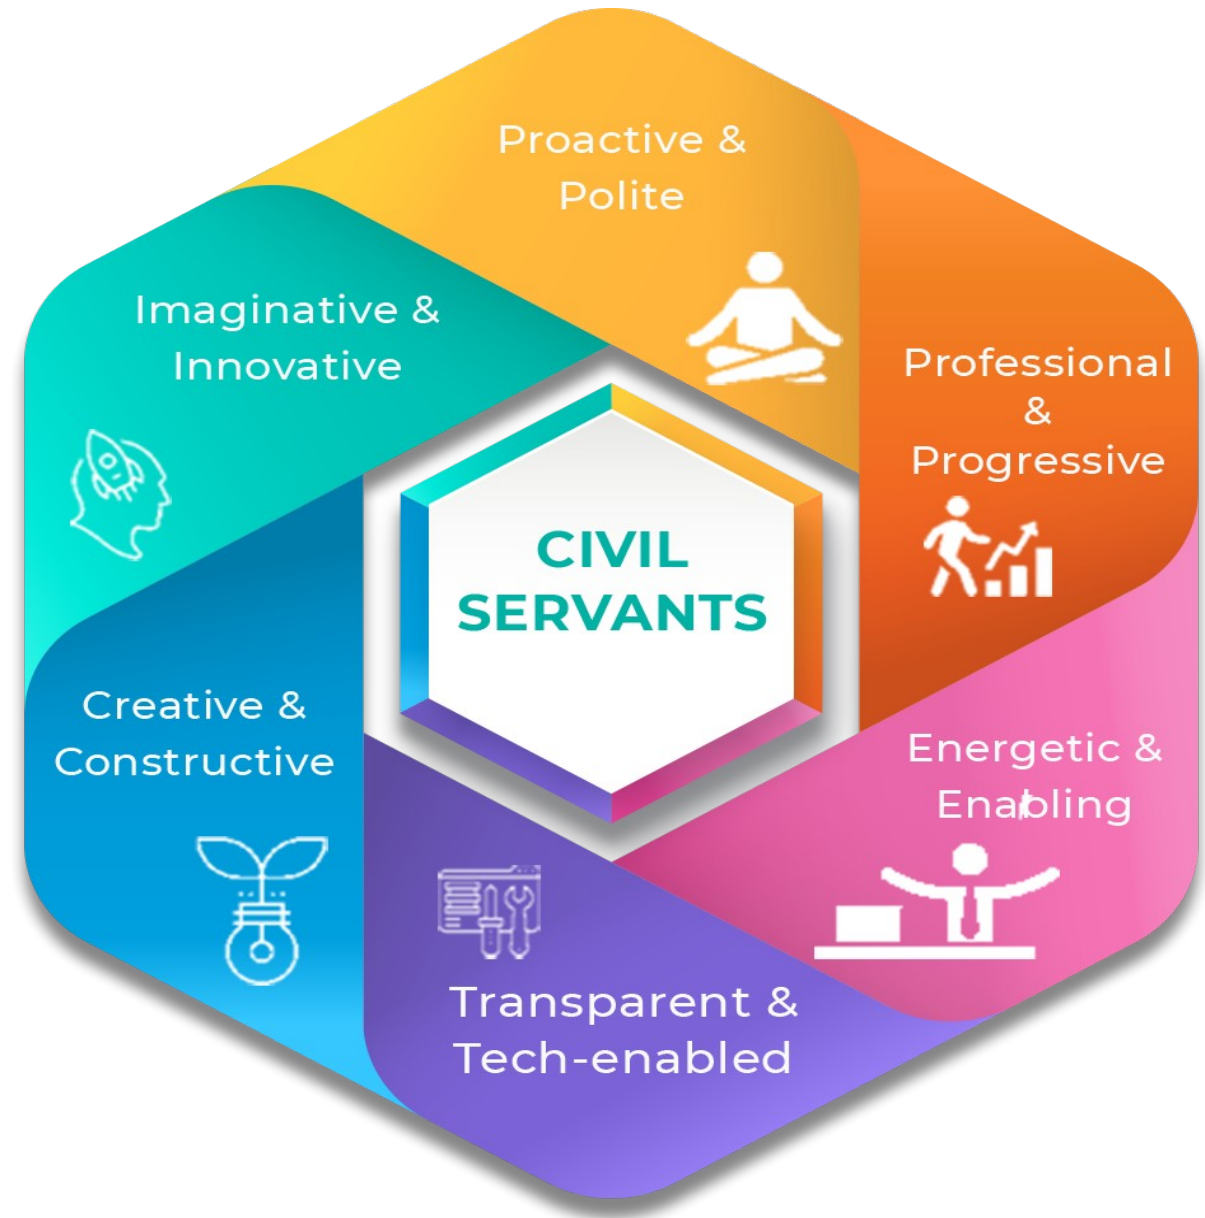 Proactive &
Polite
Imaginative &
Innovative
Professional
&
Progressive
CIVIL
SERVANTS
Creative &
Constructive
Energetic &
Enabling
Transparent &
Tech-enabled